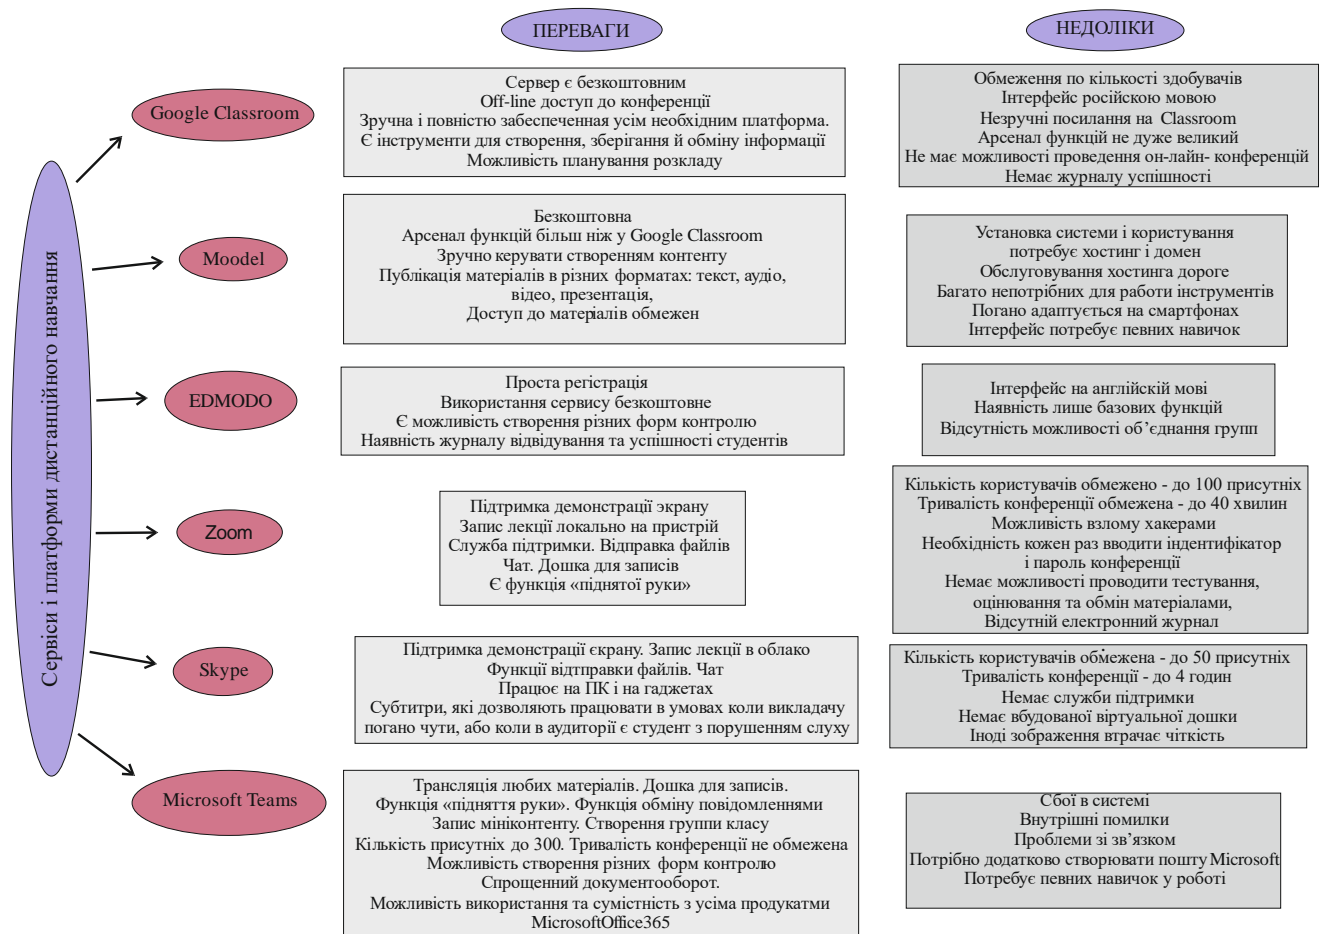 ПЕРЕВАГИ
НЕДОЛІКИ
Сервіси і платформи дистанційного навчання
Google Classroom
Сервер є безкоштовним
Off-line доступ до конференції
Зручна і повністю забеспеченная усім необхідним платформа.
Є інструменти для створення, зберігання й обміну інформації
Можливість планування розкладу
Обмеження по кількості здобувачів
Інтерфейс російскою мовою
Незручні посилання на Classroom
Арсенал функцій не дуже великий
Не має можливості проведення он-лайн- конференцій
Немає журналу успішності
Moodel
Безкоштовна
Арсенал функцій більш ніж у Google Classroom
Зручно керувати створенням контенту
Публікація матеріалів в різних форматах: текст, аудіо,
відео, презентація,
Доступ до матеріалів обмежен
Установка системи і користування
потребує хостинг і домен
Обслуговування хостинга дороге
Багато непотрібних для работи інструментів
Погано адаптується на смартфонах
Інтерфейс потребує певних навичок
EDMODO
Проста регістрація
Використання сервису безкоштовне
Є можливість створення різних форм контролю
Наявність журналу відвідування та успішності студентів
Інтерфейс на англійскій мові
Наявність лише базових функцій
Відсутність можливості об’єднання групп
Zoom
Підтримка демонстрації экрану
Запис лекції локально на пристрій
Служба підтримки. Відправка файлів
Чат. Дошка для записів
Є функція «піднятої руки»
Кількість користувачів обмежено - до 100 присутніх
Тривалість конференції обмежена - до 40 хвилин
Можливість взлому хакерами
Необхідність кожен раз вводити індентифікатор
і пароль конференції
Немає можливості проводити тестування,
оцінювання та обмін материалами,
Відсутній електронний журнал
Skype
Підтримка демонстрації єкрану. Запис лекції в облако
Функції відтправки файлів. Чат
Працює на ПК і на гаджетах
Субтитри, які дозволяють працювати в умовах коли викладачу
погано чути, або коли в аудиторії є студент з порушенням слуху
Кількість користувачів обмежена - до 50 присутніх
Тривалість конференції - до 4 годин
Немає служби підтримки
Немає вбудованої віртуальної дошки
Іноді зображення втрачає чіткість
Microsoft Teams
Трансляція любих матеріалів. Дошка для записів.
Функція «підняття руки». Функція обміну повідомленнями
Запис мініконтенту. Створення группи класу
Кількість присутніх до 300. Тривалість конференції не обмежена
Можливість створення різних форм контролю
Спрощенний документооборот.
Можливість використання та сумістність з усіма продукатми
MicrosoftOffice365
Сбої в системі
Внутрішні помилки
Проблеми зі зв’язком
Потрібно додатково створювати пошту Microsoft
Потребує певних навичок у роботі